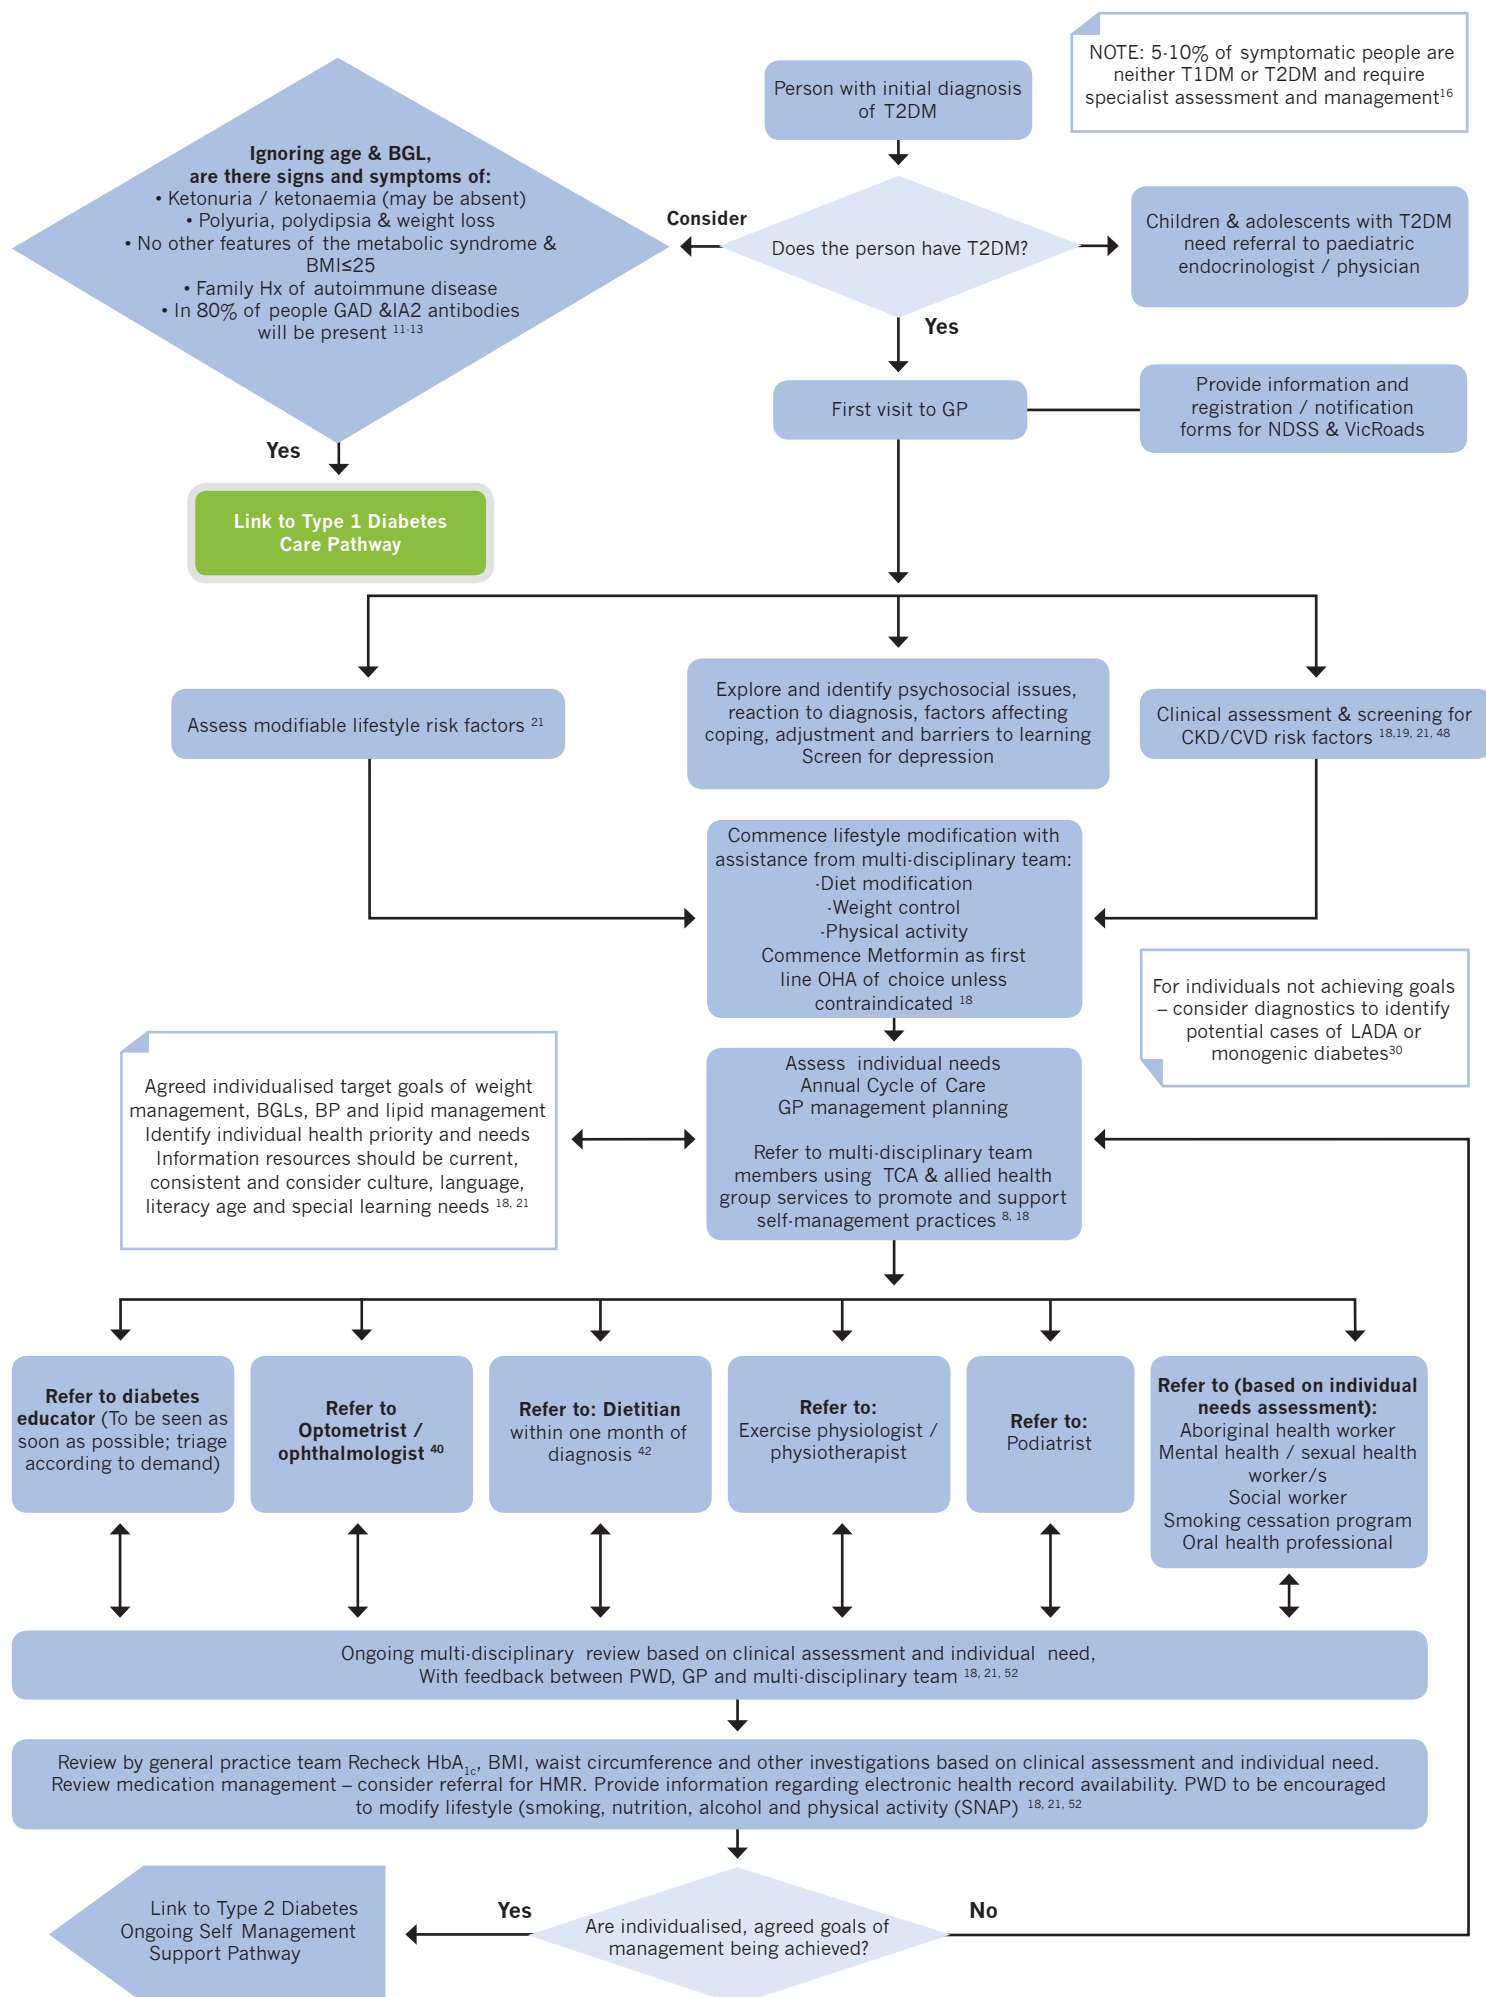 NOTE: 5-10% of symptomatic people are
neither T1DM or T2DM and require
specialist assessment and management16
Person with initial diagnosis
of T2DM
Ignoring age & BGL,
are there signs and symptoms of:
• Ketonuria / ketonaemia (may be absent)
• Polyuria, polydipsia & weight loss
• No other features of the metabolic syndrome &
BMI≤25
• Family Hx of autoimmune disease
• In 80% of people GAD &IA2 antibodies
will be present 11-13
Consider
Does the person have T2DM?
Children & adolescents with T2DM
need referral to paediatric
endocrinologist / physician
Yes
First visit to GP
Provide information and
registration / notification
forms for NDSS & VicRoads
Yes
Link to Type 1 Diabetes
Care Pathway
Assess modifiable lifestyle risk factors 21
Explore and identify psychosocial issues,
reaction to diagnosis, factors affecting
coping, adjustment and barriers to learning
Screen for depression
Clinical assessment & screening for
CKD/CVD risk factors 18,19, 21, 48
Commence lifestyle modification with
assistance from multi-disciplinary team:
-Diet modification
-Weight control
-Physical activity
Commence Metformin as first
line OHA of choice unless
contraindicated 18
For individuals not achieving goals
– consider diagnostics to identify
potential cases of LADA or
monogenic diabetes30
Agreed individualised target goals of weight
management, BGLs, BP and lipid management
Identify individual health priority and needs
Information resources should be current,
consistent and consider culture, language,
literacy age and special learning needs 18, 21
Assess individual needs
Annual Cycle of Care
GP management planning
Refer to multi-disciplinary team
members using TCA & allied health
group services to promote and support
self-management practices 8, 18
Refer to diabetes
educator (To be seen as
soon as possible; triage
according to demand)
Refer to
Optometrist /
ophthalmologist 40
Refer to: Dietitian
within one month of
diagnosis 42
Refer to:
Exercise physiologist /
physiotherapist
Refer to:
Podiatrist
Refer to (based on individual
needs assessment):
Aboriginal health worker
Mental health / sexual health
worker/s
Social worker
Smoking cessation program
Oral health professional
Ongoing multi-disciplinary review based on clinical assessment and individual need,
With feedback between PWD, GP and multi-disciplinary team 18, 21, 52
Review by general practice team Recheck HbA1c, BMI, waist circumference and other investigations based on clinical assessment and individual need.
Review medication management – consider referral for HMR. Provide information regarding electronic health record availability. PWD to be encouraged
to modify lifestyle (smoking, nutrition, alcohol and physical activity (SNAP) 18, 21, 52
Link to Type 2 Diabetes
Ongoing Self Management
Support Pathway
Yes
Are individualised, agreed goals of
management being achieved?
No